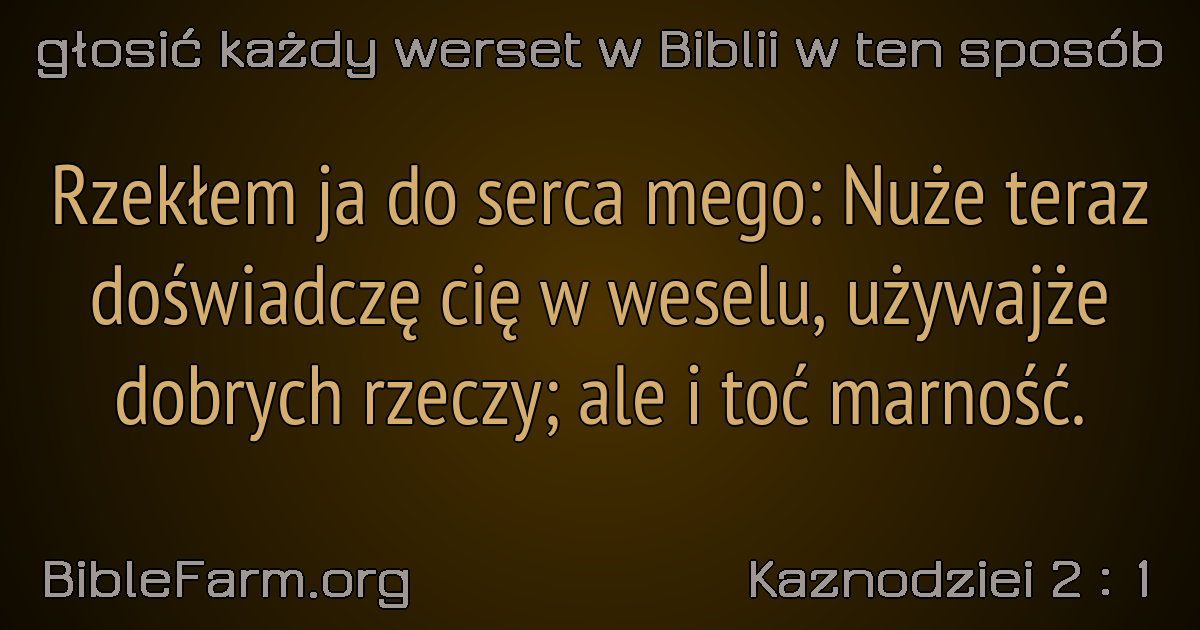 głosić każdy werset w Biblii w ten sposób
Rzekłem ja do serca mego: Nuże teraz
doświadczę cię w weselu, używajże
dobrych rzeczy; ale i toć marność.
BibleFarm.org
Kaznodziei 2 : 1